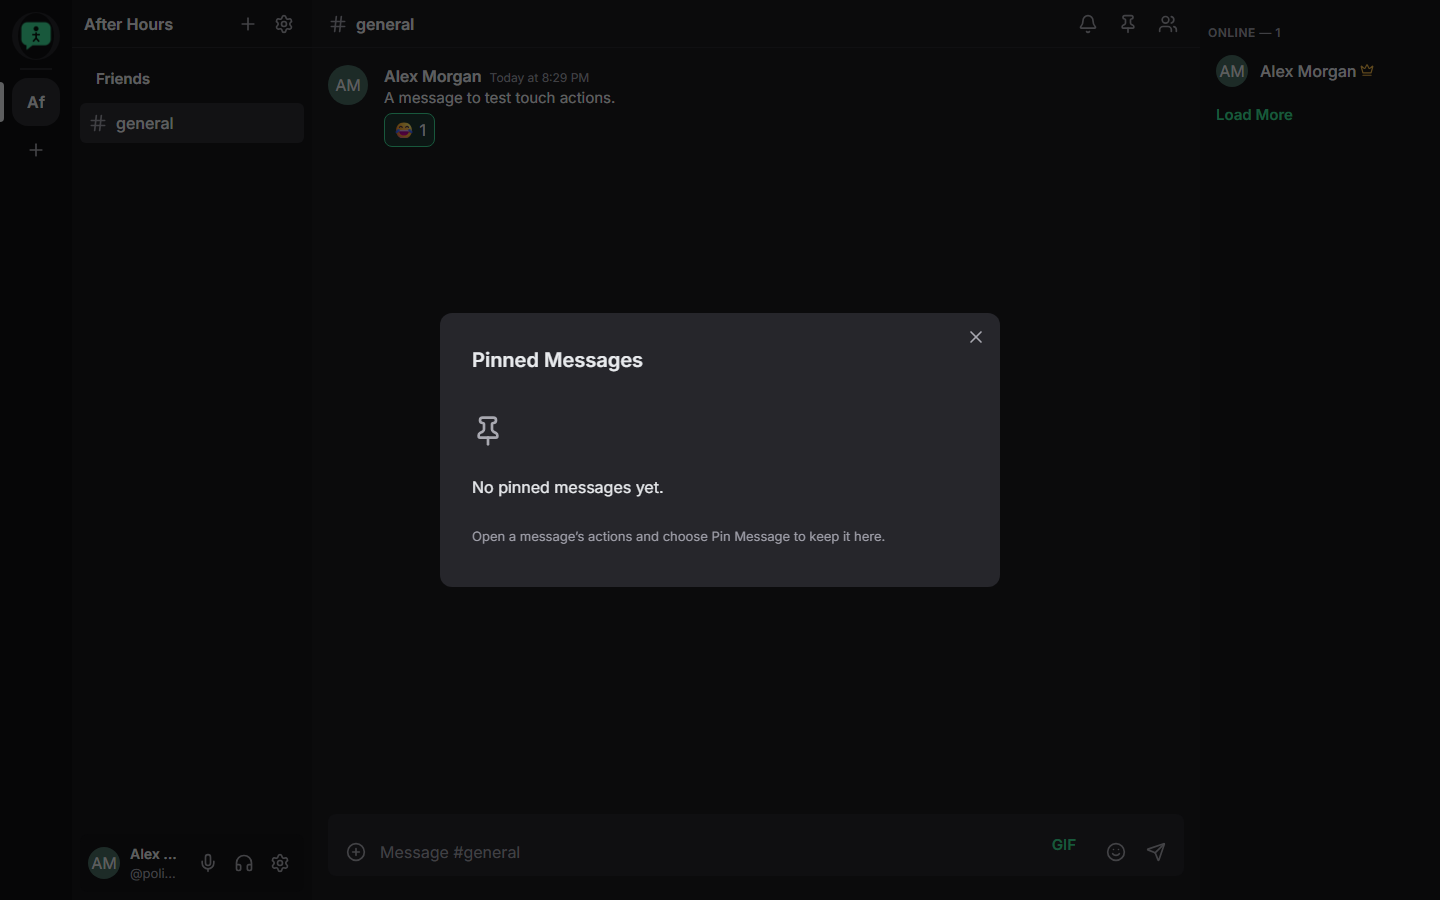 After Hours
Af
Friends
# general
# general
AM
Alex Morgan Today at 8:29 PM
A message to test touch actions.
😂 1
Pinned Messages
No pinned messages yet.
Open a message's actions and choose Pin Message to keep it here.
Message #general
GIF
ONLINE — 1
AM Alex Morgan
Load More
AM
Alex ...
@poli...